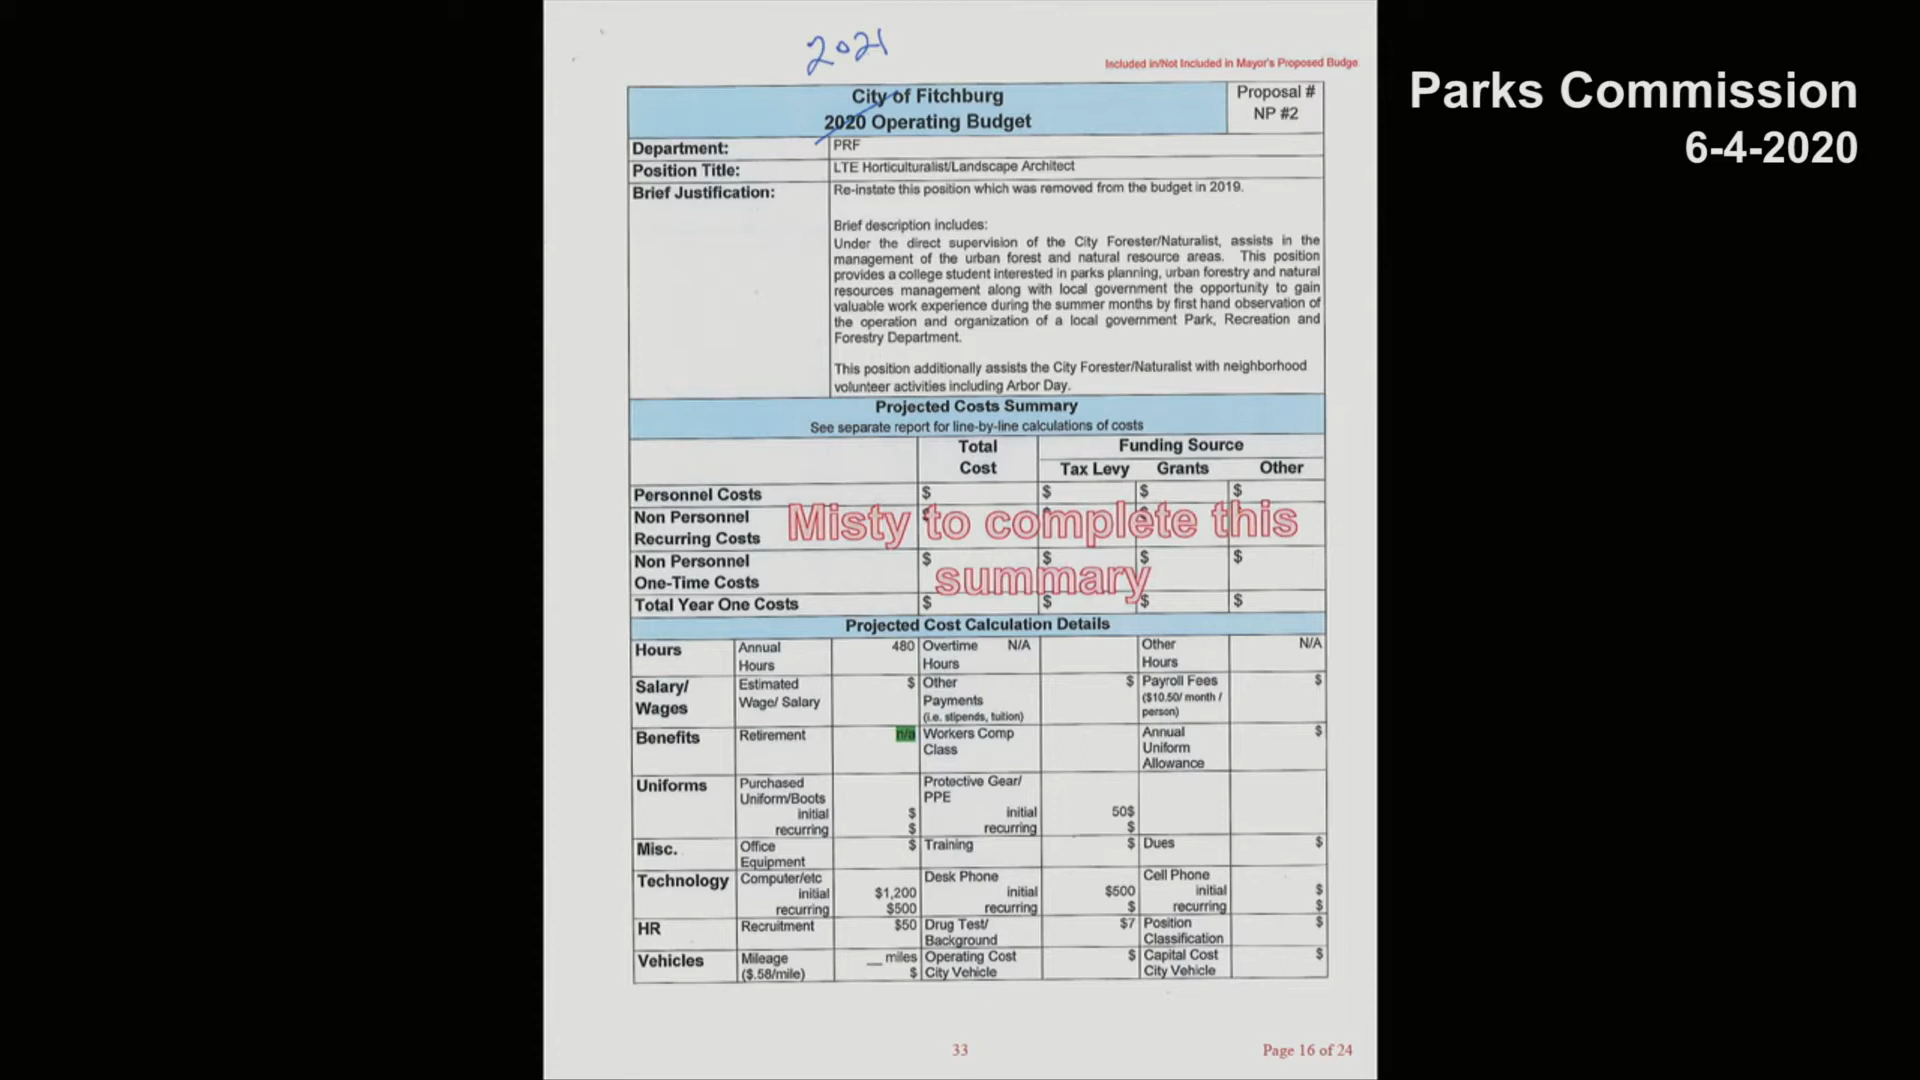 2021
Included in/Not Included in Mayor's Proposed Budge
Parks Commission
6-4-2020
City of Fitchburg
2020 Operating Budget
Proposal #
NP #2
Department: PRF
Position Title: LTE Horticulturalist/Landscape Architect
Brief Justification: Re-instate this position which was removed from the budget in 2019.
Brief description includes:
Under the direct supervision of the City Forester/Naturalist, assists in the
management of the urban forest and natural resource areas. This position
provides a college student interested in parks planning, urban forestry and natural
resources management along with local government the opportunity to gain
valuable work experience during the summer months by first hand observation of
the operation and organization of a local government Park, Recreation and
Forestry Department.
This position additionally assists the City Forester/Naturalist with neighborhood
volunteer activities including Arbor Day.
Projected Costs Summary
See separate report for line-by-line calculations of costs
Total Cost
Funding Source
Tax Levy Grants Other
Personnel Costs $ $ $ $
Non Personnel
Recurring Costs
Misty to complete this
summary
Non Personnel
One-Time Costs $ $ $ $
Total Year One Costs $ $ $ $
Projected Cost Calculation Details
Hours Annual Hours 480 Overtime Hours N/A Other Hours N/A
Salary/ Wages Estimated Wage/ Salary $ Other Payments (i.e. stipends, tuition) $ Payroll Fees ($10.50/ month / person) $
Benefits Retirement n/a Workers Comp Class Annual Uniform Allowance $
Uniforms Purchased Uniform/Boots initial $ recurring $ Protective Gear/ PPE initial 50$ recurring $
Misc. Office Equipment $ Training $ Dues $
Technology Computer/etc initial $1,200 recurring $500 Desk Phone initial $500 recurring $ Cell Phone initial $ recurring $
HR Recruitment $50 Drug Test/ Background $7 Position Classification $
Vehicles Mileage ($.58/mile) __ miles $ Operating Cost City Vehicle $ Capital Cost City Vehicle $
33
Page 16 of 24